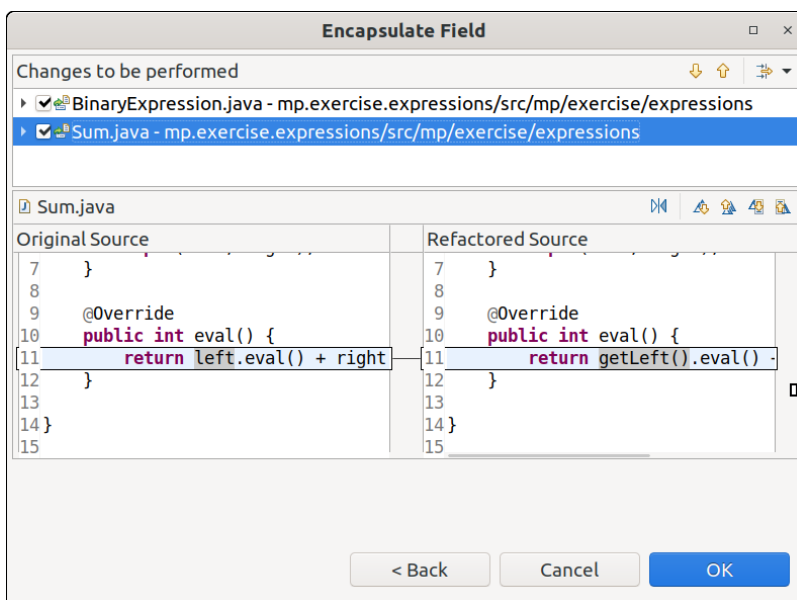 Encapsulate Field
Changes to be performed
BinaryExpression.java - mp.exercise.expressions/src/mp/exercise/expressions
Sum.java - mp.exercise.expressions/src/mp/exercise/expressions
Sum.java
Original Source
7 }
8
9 @Override
10 public int eval() {
11 return left.eval() + right
12 }
13
14 }
15
Refactored Source
7 }
8
9 @Override
10 public int eval() {
11 return getLeft().eval() -
12 }
13
14 }
15
< Back Cancel OK